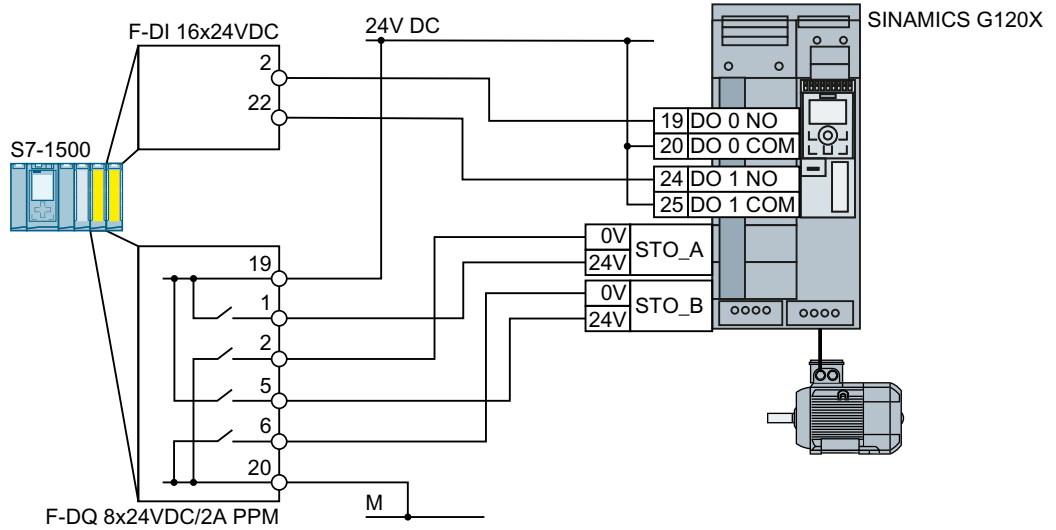 24V DC
SINAMICS G120X
F-DI 16x24VDC
2
22
S7-1500
19 DO 0 NO
20 DO 0 COM
24 DO 1 NO
25 DO 1 COM
0V
STO_A
24V
0V
STO_B
24V
19
1
2
5
6
20
M
F-DQ 8x24VDC/2A PPM